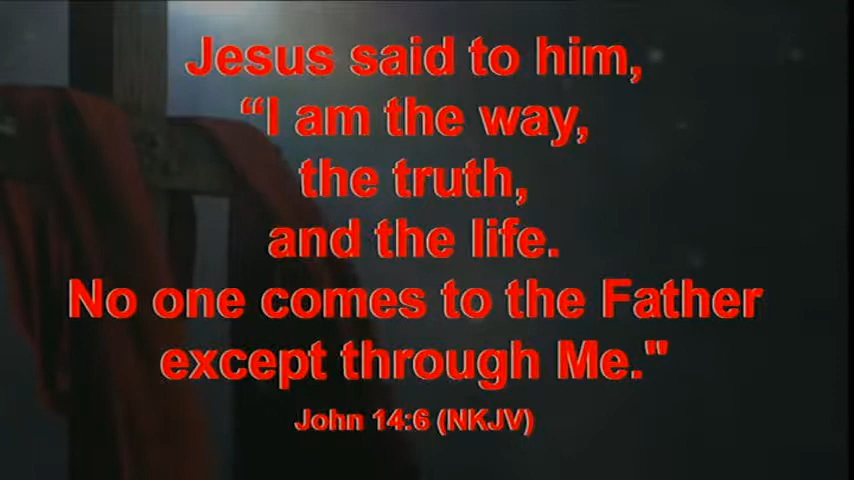 Jesus said to him,
“I am the way,
the truth,
and the life.
No one comes to the Father
except through Me."
John 14:6 (NKJV)